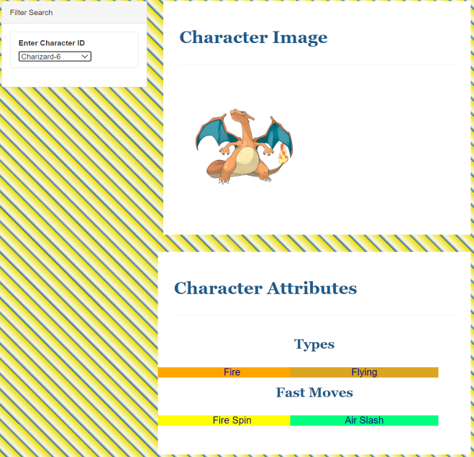 Filter Search
Enter Character ID
Charizard-6
Character Image
Character Attributes
Types
Fire Flying
Fast Moves
Fire Spin Air Slash